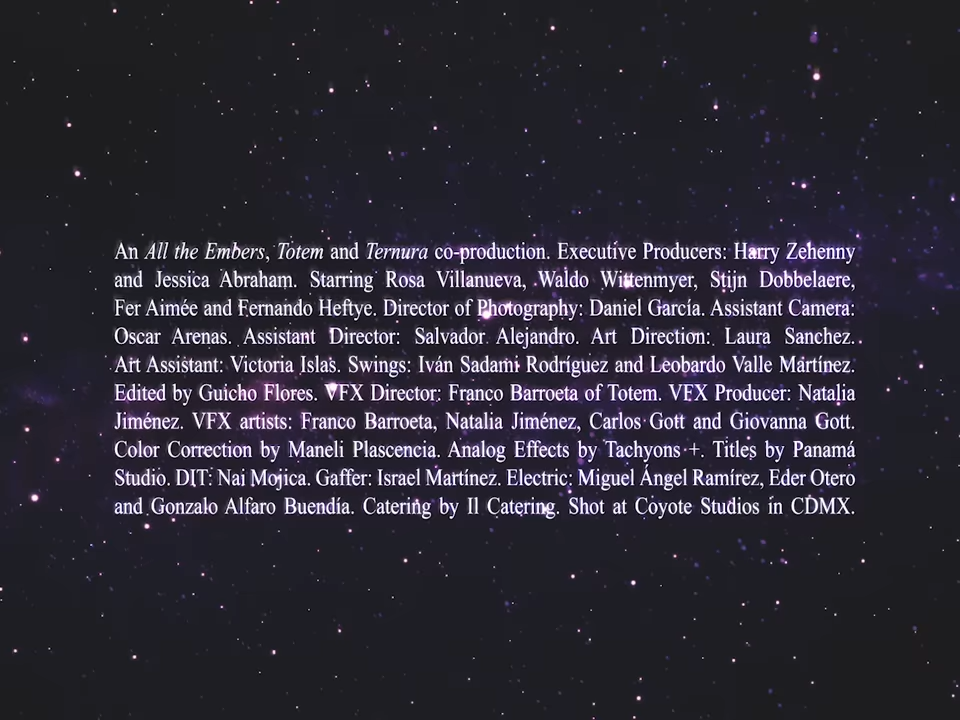 An All the Embers, Totem and Ternura co-production. Executive Producers: Harry Zehenny
and Jessica Abraham. Starring Rosa Villanueva, Waldo Wittenmyer, Stijn Dobbelaere,
Fer Aimée and Fernando Heftye. Director of Photography: Daniel García. Assistant Camera:
Oscar Arenas. Assistant Director: Salvador Alejandro. Art Direction: Laura Sanchez.
Art Assistant: Victoria Islas. Swings: Iván Sadami Rodríguez and Leobardo Valle Martínez.
Edited by Guicho Flores. VFX Director: Franco Barroeta of Totem. VFX Producer: Natalia
Jiménez. VFX artists: Franco Barroeta, Natalia Jiménez, Carlos Gott and Giovanna Gott.
Color Correction by Maneli Plascencia. Analog Effects by Tachyons +. Titles by Panamá
Studio. DIT: Nai Mojica. Gaffer: Israel Martínez. Electric: Miguel Ángel Ramírez, Eder Otero
and Gonzalo Alfaro Buendía. Catering by Il Catering. Shot at Coyote Studios in CDMX.